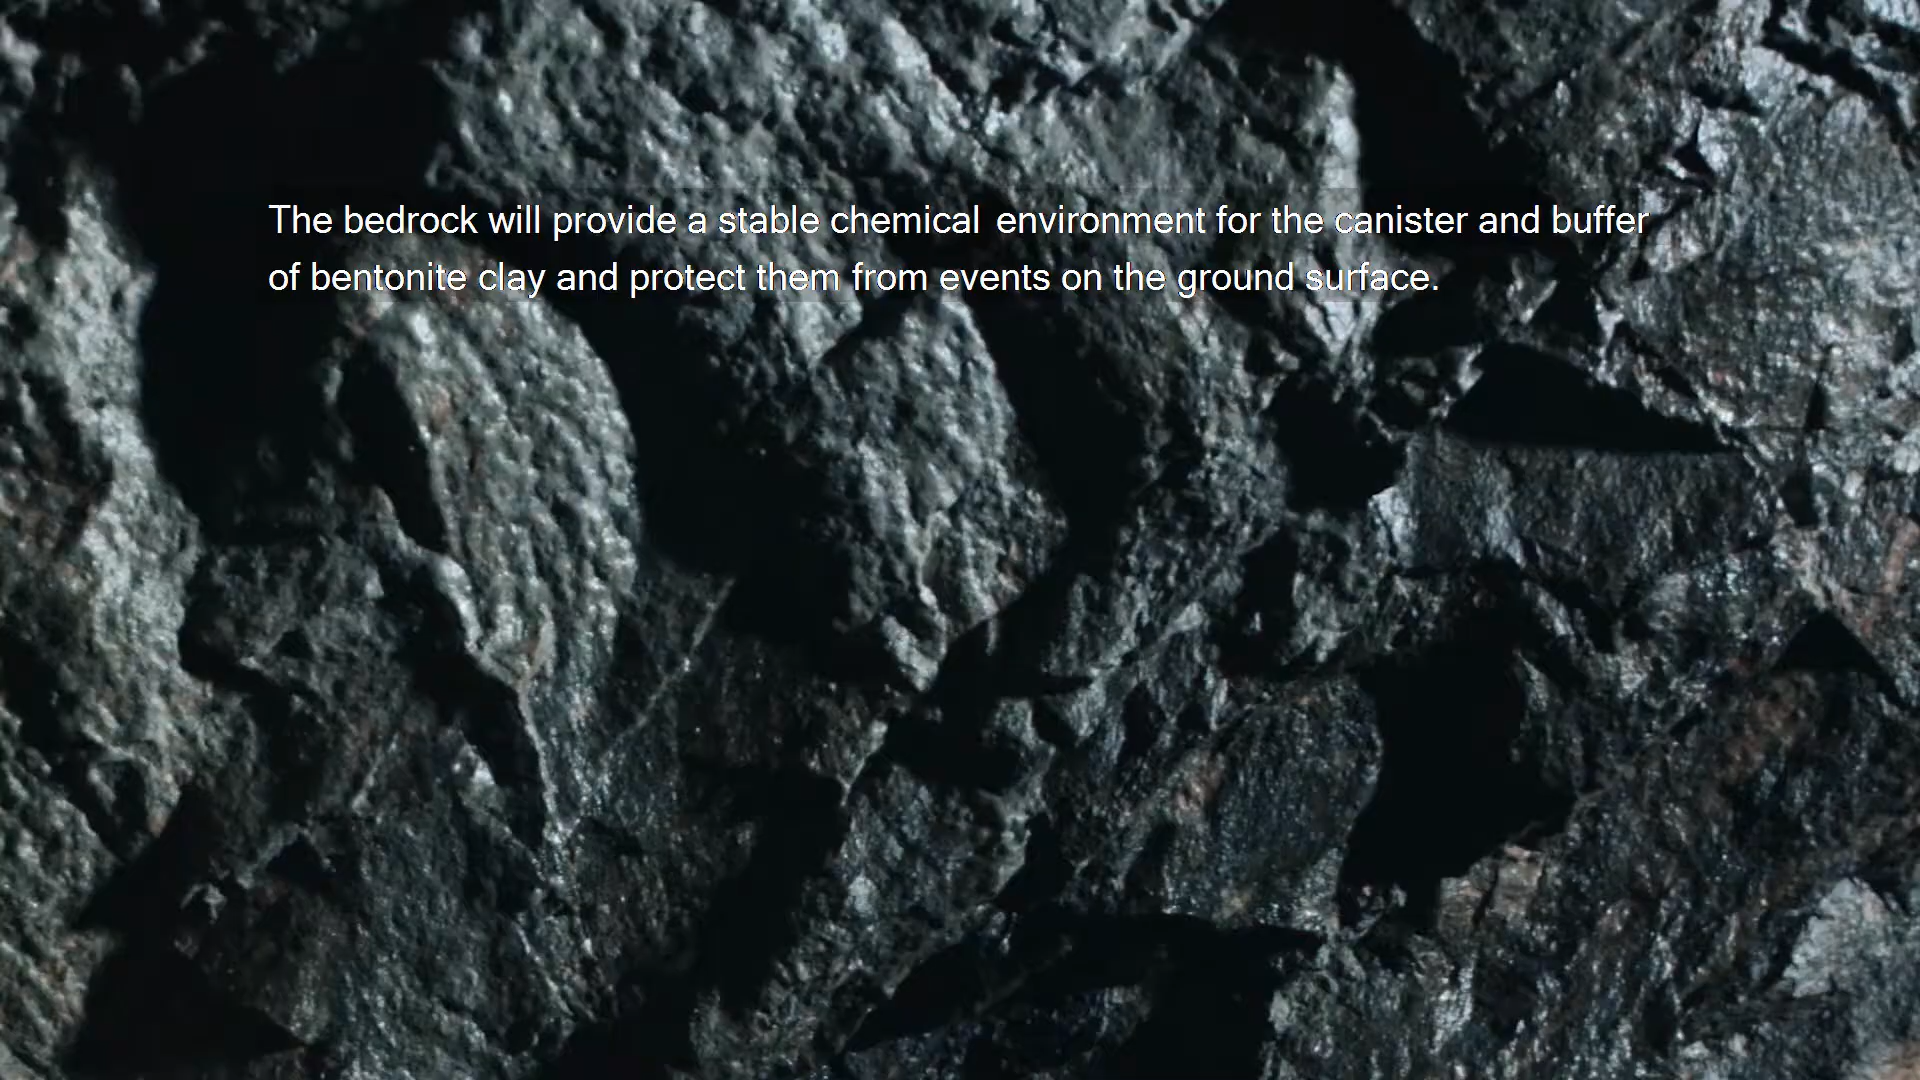 The bedrock will provide a stable chemical environment for the canister and buffer
of bentonite clay and protect them from events on the ground surface.